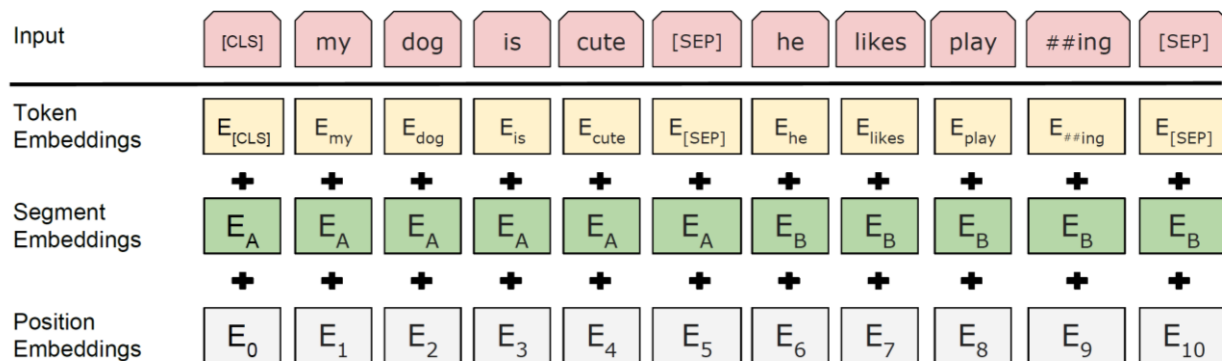 Input [CLS] my dog is cute [SEP] he likes play ##ing [SEP]
Token Embeddings E[CLS] Emy Edog Eis Ecute E[SEP] Ehe Elikes Eplay E##ing E[SEP]
+ + + + + + + + + + +
Segment Embeddings EA EA EA EA EA EA EB EB EB EB EB
+ + + + + + + + + + +
Position Embeddings E0 E1 E2 E3 E4 E5 E6 E7 E8 E9 E10